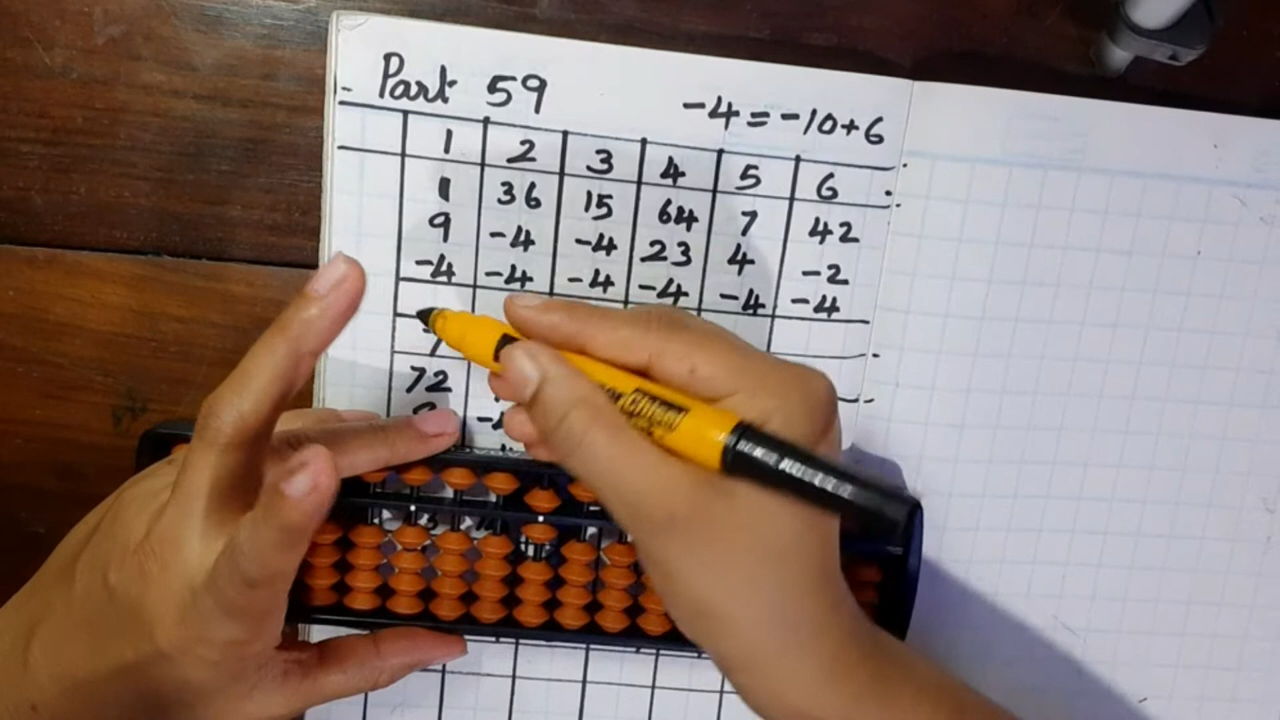 Part 59 -4=-10+6
1 2 3 4 5 6
1 36 15 64 7 42
9 -4 -4 23 4 -2
-4 -4 -4 -4 -4 -4
72